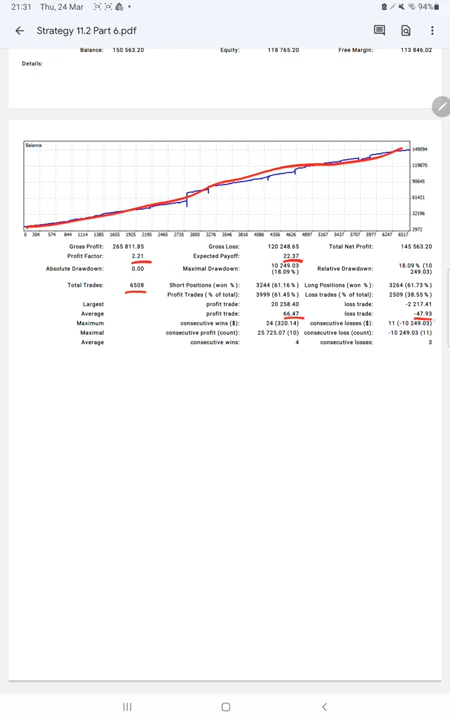 21:31 Thu, 24 Mar 94%
Strategy 11.2 Part 6.pdf
Balance: 150 563.20 Equity: 118 765.20 Free Margin: 113 846.02
Details:
Balance
149094
119870
90645
61421
32196
2972
0 304 574 844 1114 1385 1655 1925 2195 2465 2735 3005 3276 3546 3816 4086 4356 4626 4897 5167 5437 5707 5977 6247 6517
Gross Profit: 265 811.85 Gross Loss: 120 248.65 Total Net Profit: 145 563.20
Profit Factor: 2.21 Expected Payoff: 22.37
Absolute Drawdown: 0.00 Maximal Drawdown: 10 249.03 (18.09%) Relative Drawdown: 18.09% (10 249.03)
Total Trades: 6508 Short Positions (won %): 3244 (61.16%) Long Positions (won %): 3264 (61.73%)
Profit Trades (% of total): 3999 (61.45%) Loss trades (% of total): 2509 (38.55%)
Largest profit trade: 20 258.40 loss trade: -2 217.41
Average profit trade: 66.47 loss trade: -47.93
Maximum consecutive wins ($): 24 (320.14) consecutive losses ($): 11 (-10 249.03)
Maximal consecutive profit (count): 25 725.07 (10) consecutive loss (count): -10 249.03 (11)
Average consecutive wins: 4 consecutive losses: 3